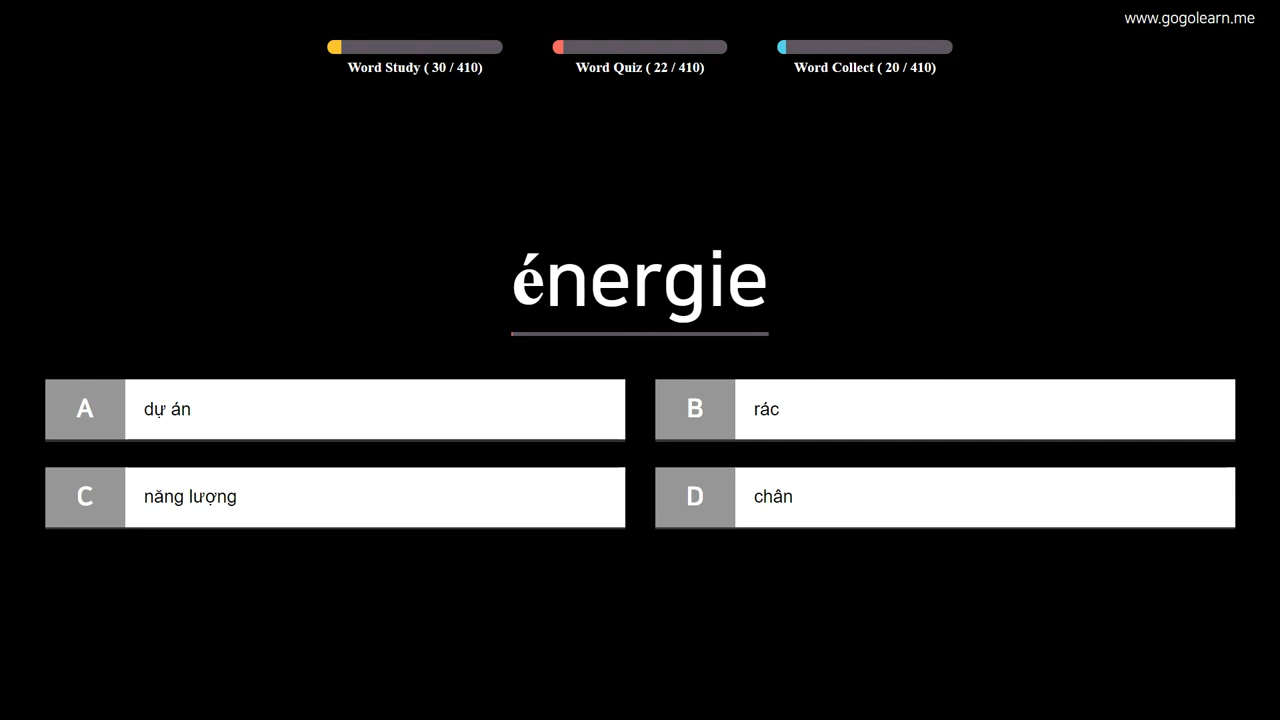 www.gogolearn.me
Word Study ( 30 / 410)
Word Quiz ( 22 / 410)
Word Collect ( 20 / 410)
énergie
A dự án
B rác
C năng lượng
D chân